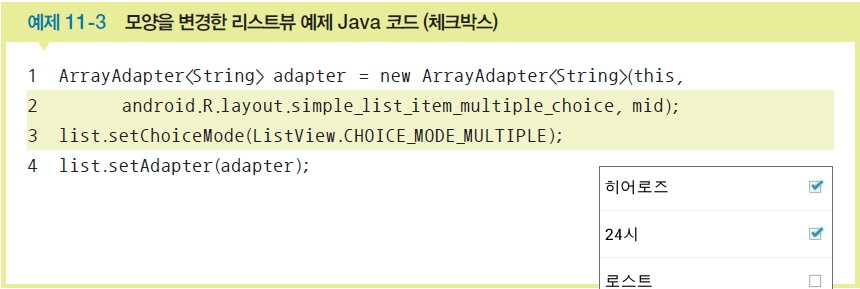 예제 11-3 모양을 변경한 리스트뷰 예제 Java 코드 (체크박스)
1 ArrayAdapter<String> adapter = new ArrayAdapter<String>(this,
2 android.R.layout.simple_list_item_multiple_choice, mid);
3 list.setChoiceMode(ListView.CHOICE_MODE_MULTIPLE);
4 list.setAdapter(adapter);
히어로즈
24시
로스트